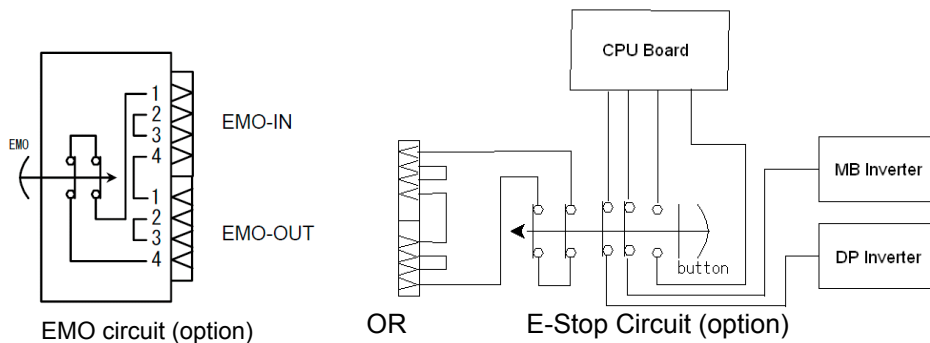 CPU Board
1
2
3
4
EMO-IN
EMO
1
2
3
4
EMO-OUT
MB Inverter
DP Inverter
button
EMO circuit (option)
OR
E-Stop Circuit (option)